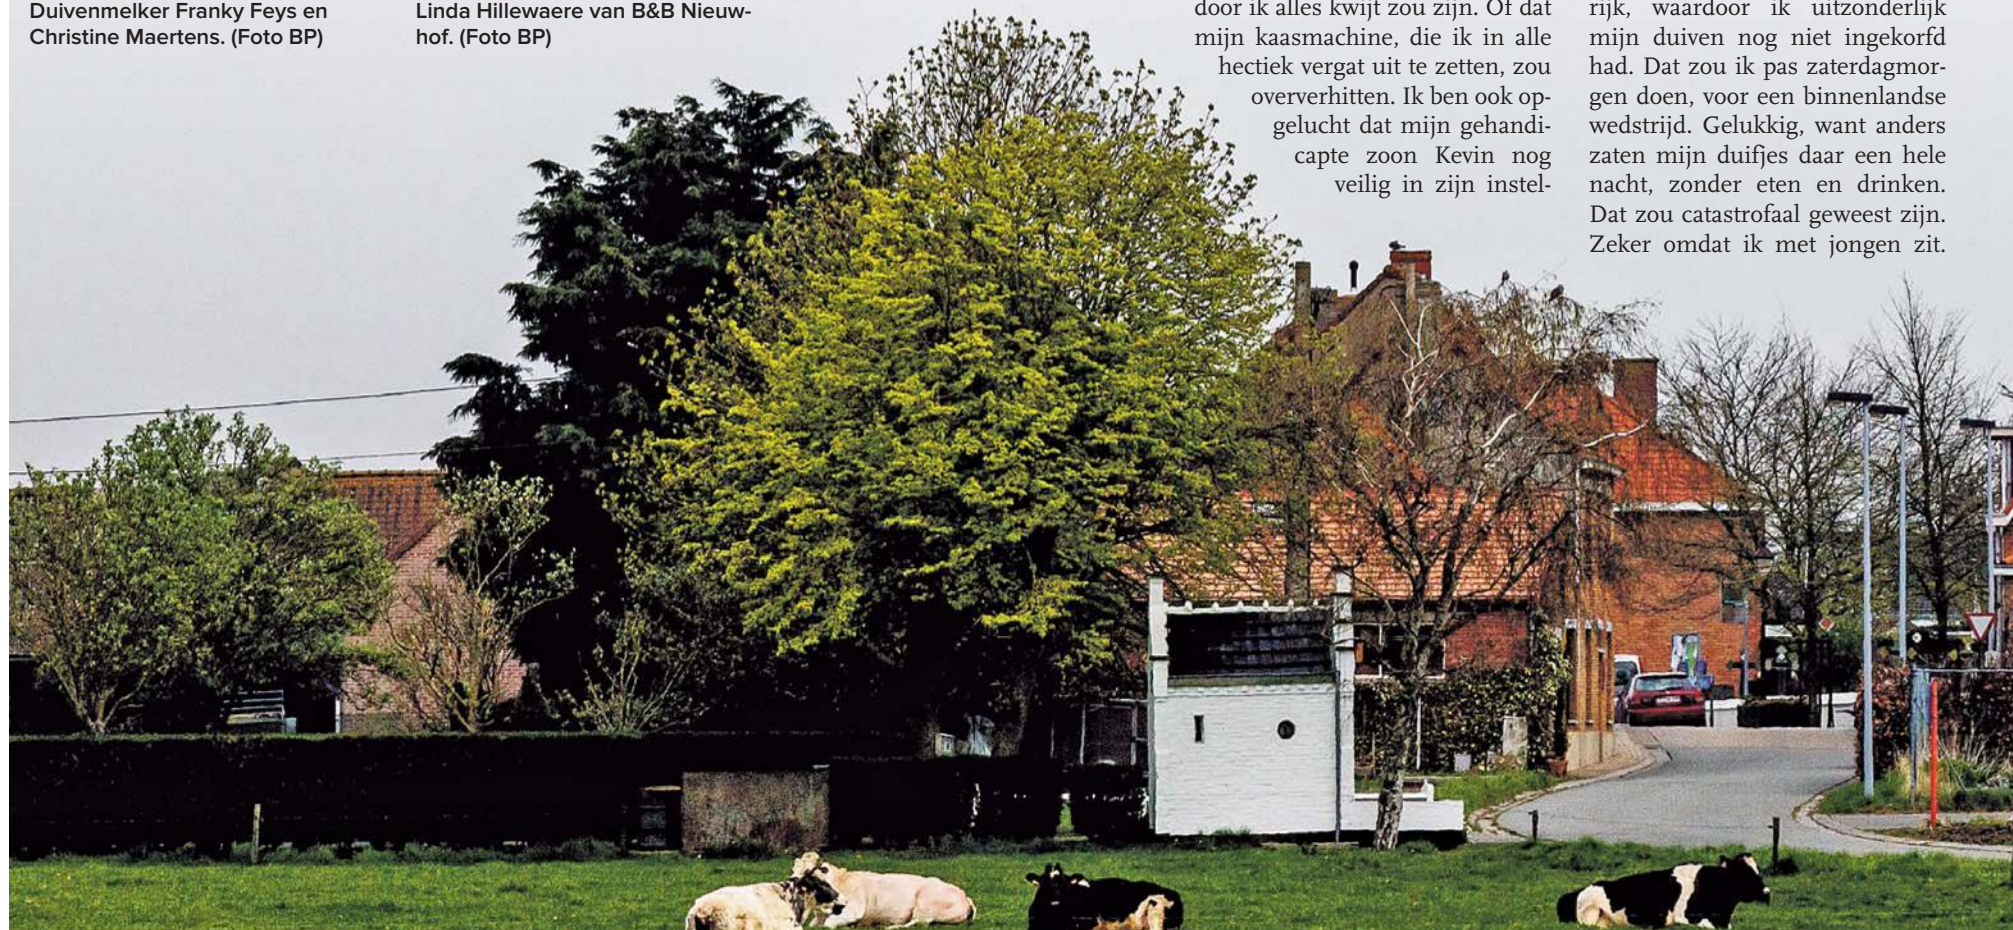 Duivenmelker Franky Feys en
Christine Maertens. (Foto BP)
Linda Hillewaere van B&B Nieuw-
hof. (Foto BP)
door ik alles kwijt zou zijn. Of dat
mijn kaasmachine, die ik in alle
hectiek vergat uit te zetten, zou
oververhitten. Ik ben ook op-
gelucht dat mijn gehandi-
capte zoon Kevin nog
veilig in zijn instel-
rijk, waardoor ik uitzonderlijk
mijn duiven nog niet ingekorfd
had. Dat zou ik pas zaterdagmor-
gen doen, voor een binnenlandse
wedstrijd. Gelukkig, want anders
zaten mijn duifjes daar een hele
nacht, zonder eten en drinken.
Dat zou catastrofaal geweest zijn.
Zeker omdat ik met jongen zit.